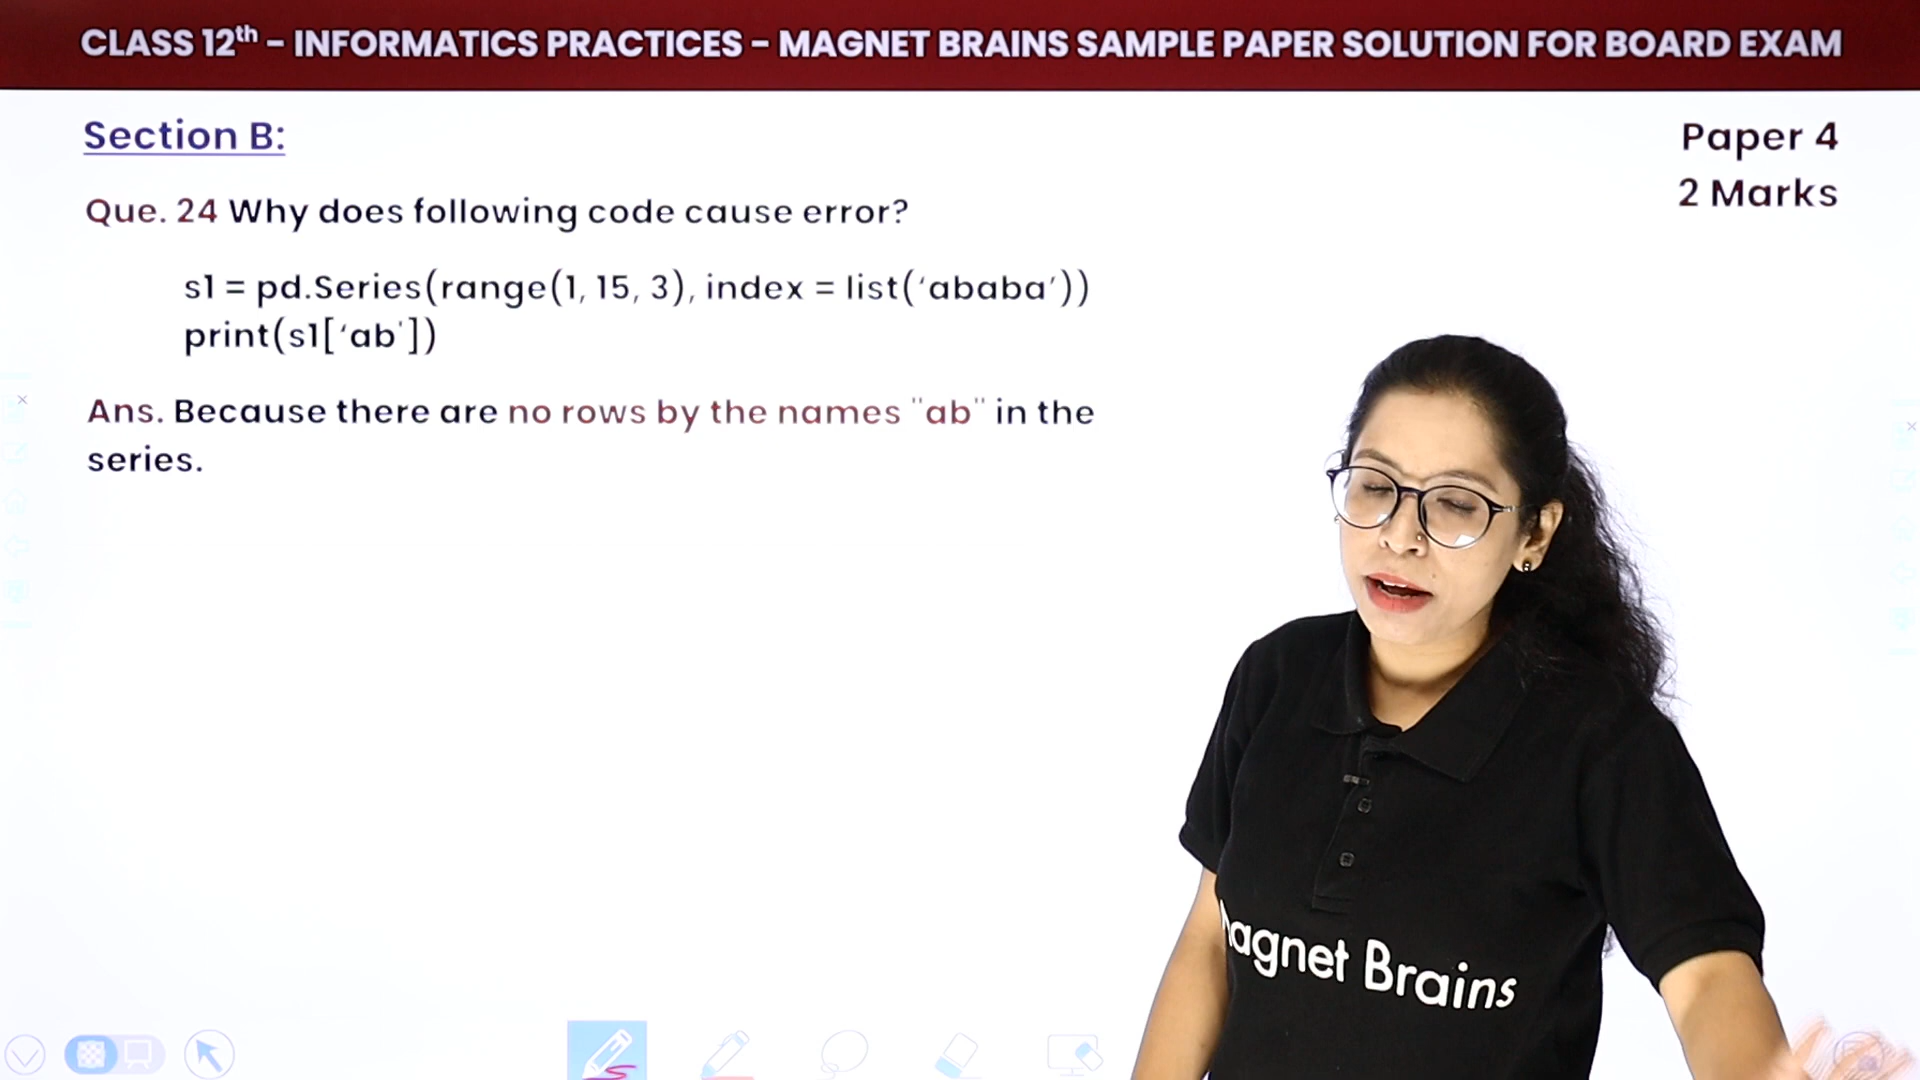 CLASS 12th – INFORMATICS PRACTICES – MAGNET BRAINS SAMPLE PAPER SOLUTION FOR BOARD EXAM
Section B:
Paper 4
2 Marks
Que. 24 Why does following code cause error?
s1 = pd.Series(range(1, 15, 3), index = list(‘ababa’))
print(s1[‘ab'])
Ans. Because there are no rows by the names "ab" in the
series.
agnet Brains